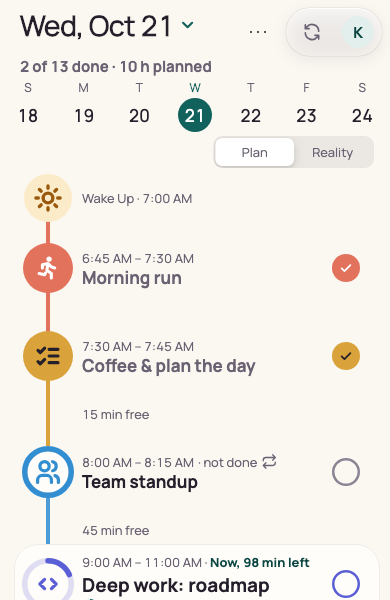 Wed, Oct 21
...
K
2 of 13 done · 10 h planned
S M T W T F S
18 19 20 21 22 23 24
Plan Reality
Wake Up · 7:00 AM
6:45 AM – 7:30 AM
Morning run
7:30 AM – 7:45 AM
Coffee & plan the day
15 min free
8:00 AM – 8:15 AM · not done
Team standup
45 min free
9:00 AM – 11:00 AM · Now, 98 min left
Deep work: roadmap